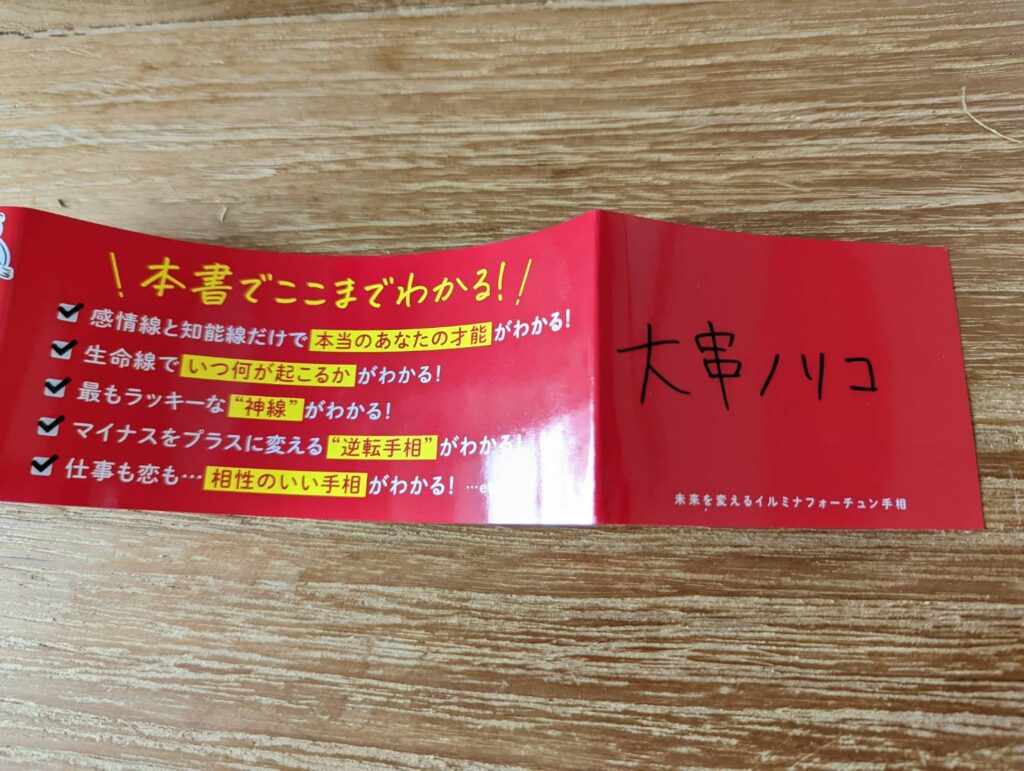 \本書でここまでわかる!/
感情線と知能線だけで本当のあなたの才能がわかる!
生命線でいつ何が起こるかがわかる!
最もラッキーな“神線”がわかる!
マイナスをプラスに変える“逆転手相”がわかる!
仕事も恋も…相性のいい手相がわかる!
大串ノリコ
未来を変えるイルミナフォーチュン手相